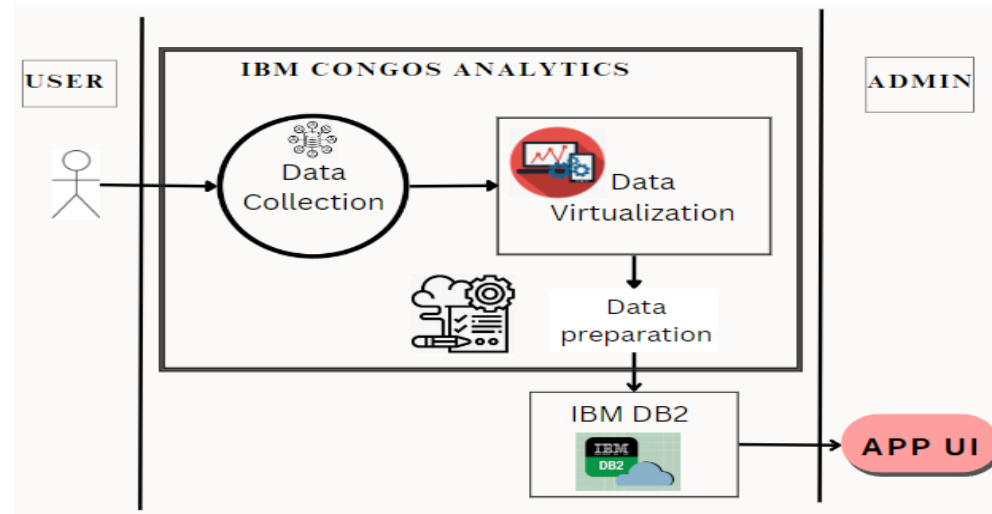 USER
IBM CONGOS ANALYTICS
ADMIN
Data
Collection
Data
Virtualization
Data
preparation
IBM DB2
IBM
DB2
APP UI